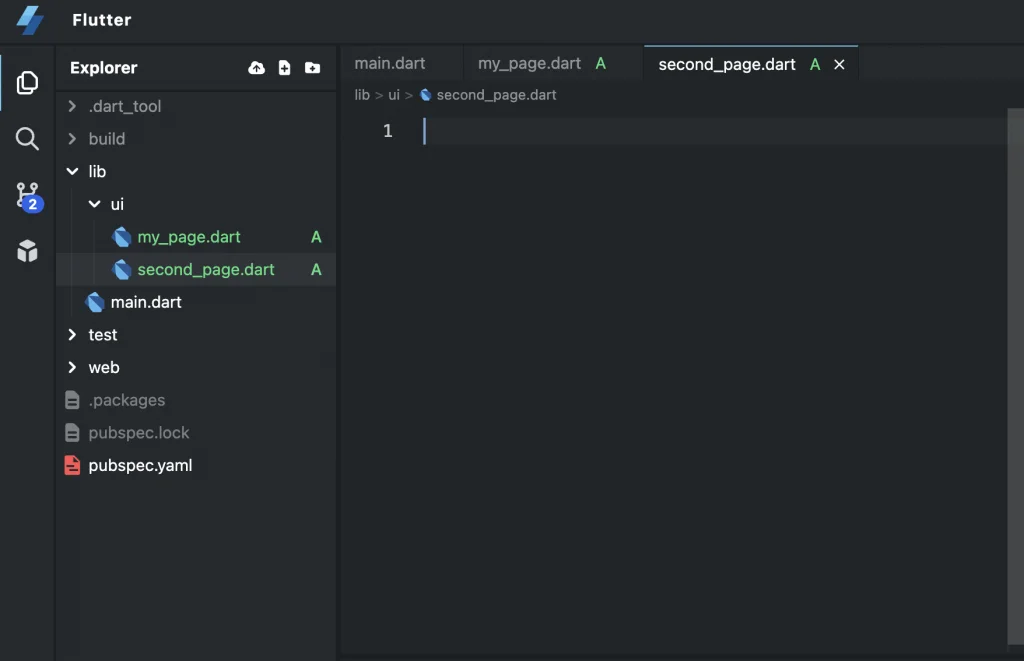 Flutter
Explorer
main.dart
my_page.dart A
second_page.dart A
lib > ui > second_page.dart
.dart_tool
build
lib
ui
my_page.dart A
second_page.dart A
main.dart
test
web
.packages
pubspec.lock
pubspec.yaml
2
1